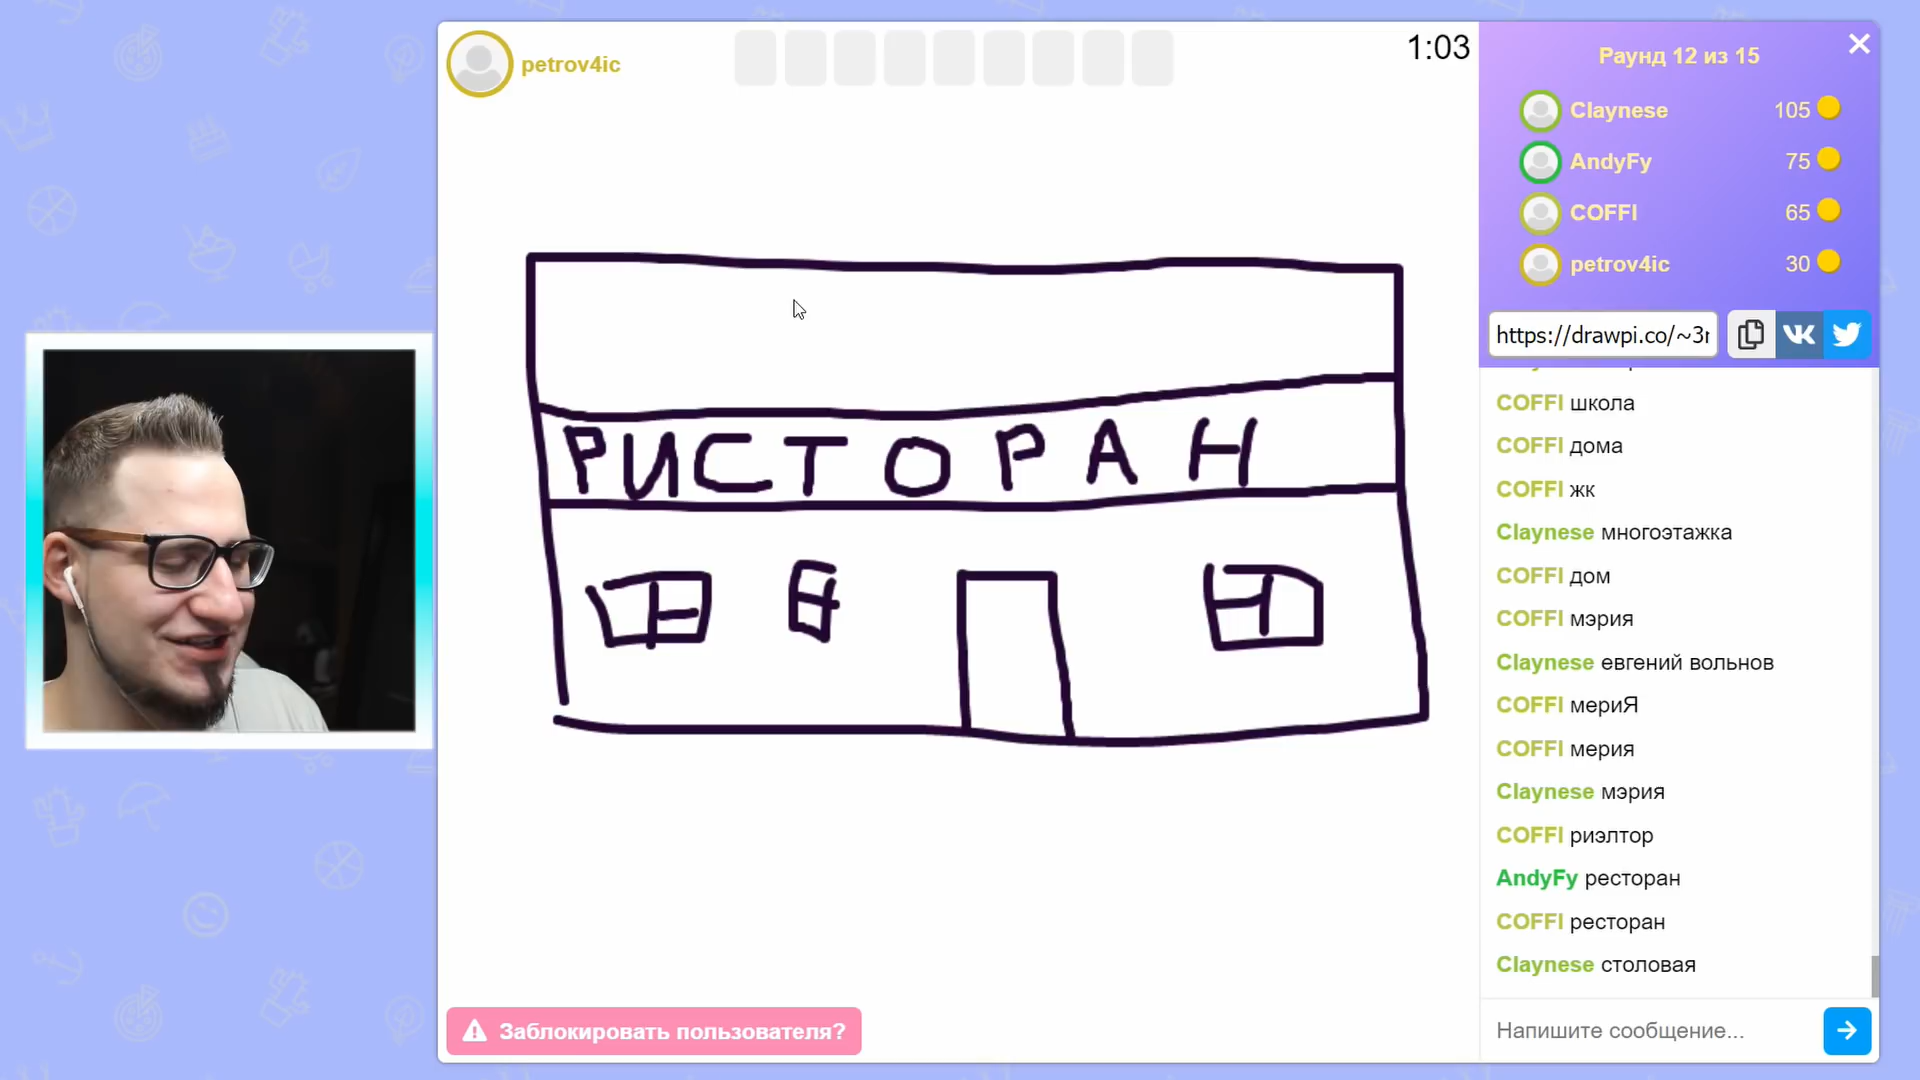 petrov4ic
1:03
РИСТОРАН
Заблокировать пользователя?
Раунд 12 из 15
Claynese 105
AndyFy 75
COFFI 65
petrov4ic 30
https://drawpi.co/~3r
COFFI школа
COFFI дома
COFFI жк
Claynese многоэтажка
COFFI дом
COFFI мэрия
Claynese евгений вольнов
COFFI мериЯ
COFFI мерия
Claynese мэрия
COFFI риэлтор
AndyFy ресторан
COFFI ресторан
Claynese столовая
Напишите сообщение...